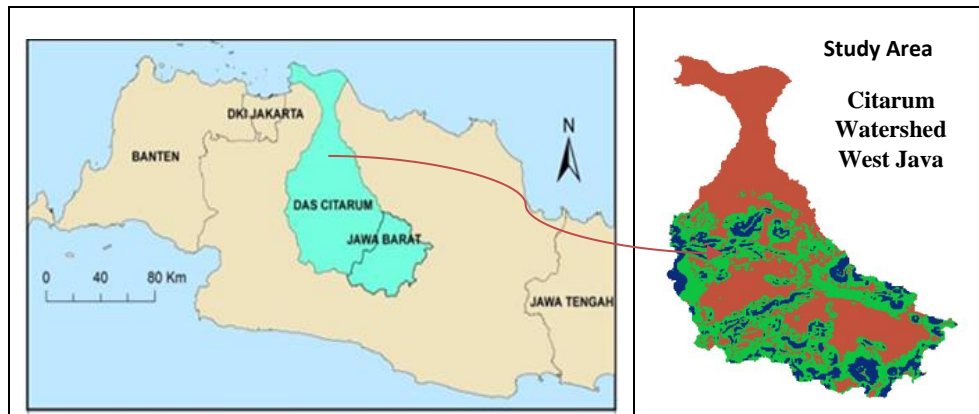 DKI JAKARTA
BANTEN
N
DAS CITARUM
JAWA BARAT
0 40 80 Km
JAWA TENGAH
Study Area
Citarum
Watershed
West Java